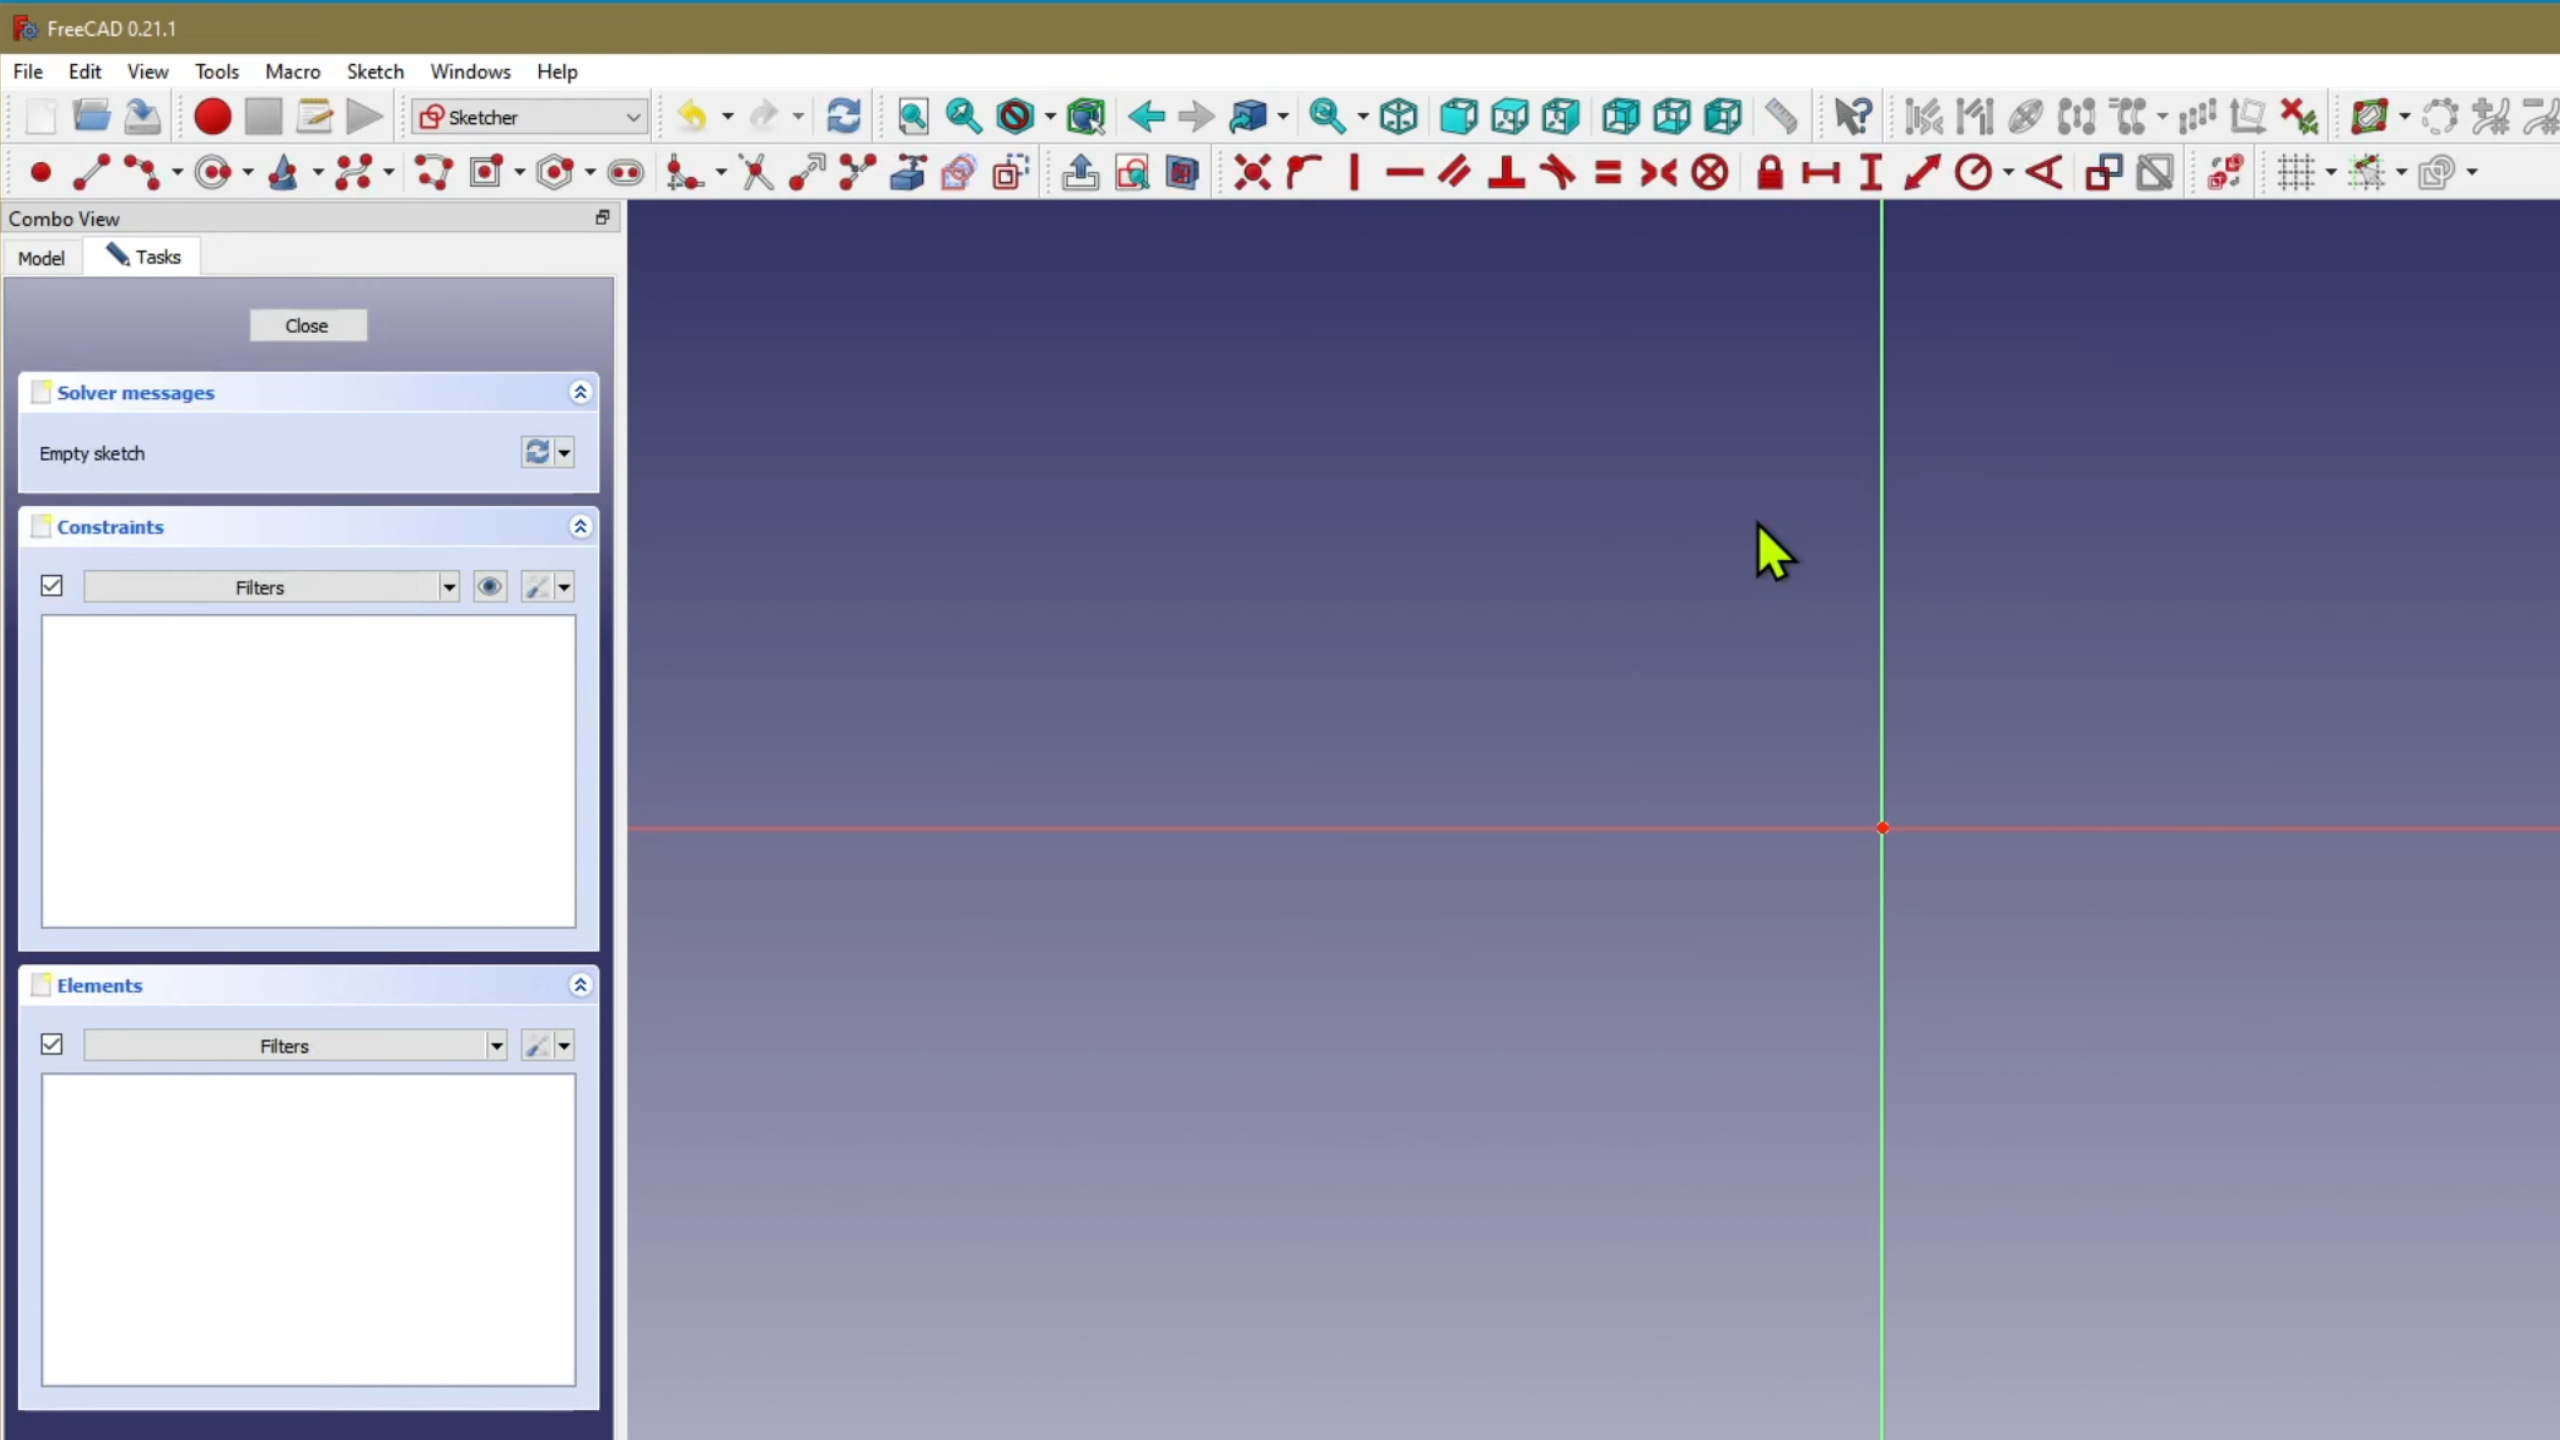 FreeCAD 0.21.1
File Edit View Tools Macro Sketch Windows Help
Sketcher
Combo View
Model Tasks
Close
Solver messages
Empty sketch
Constraints
Filters
Elements
Filters